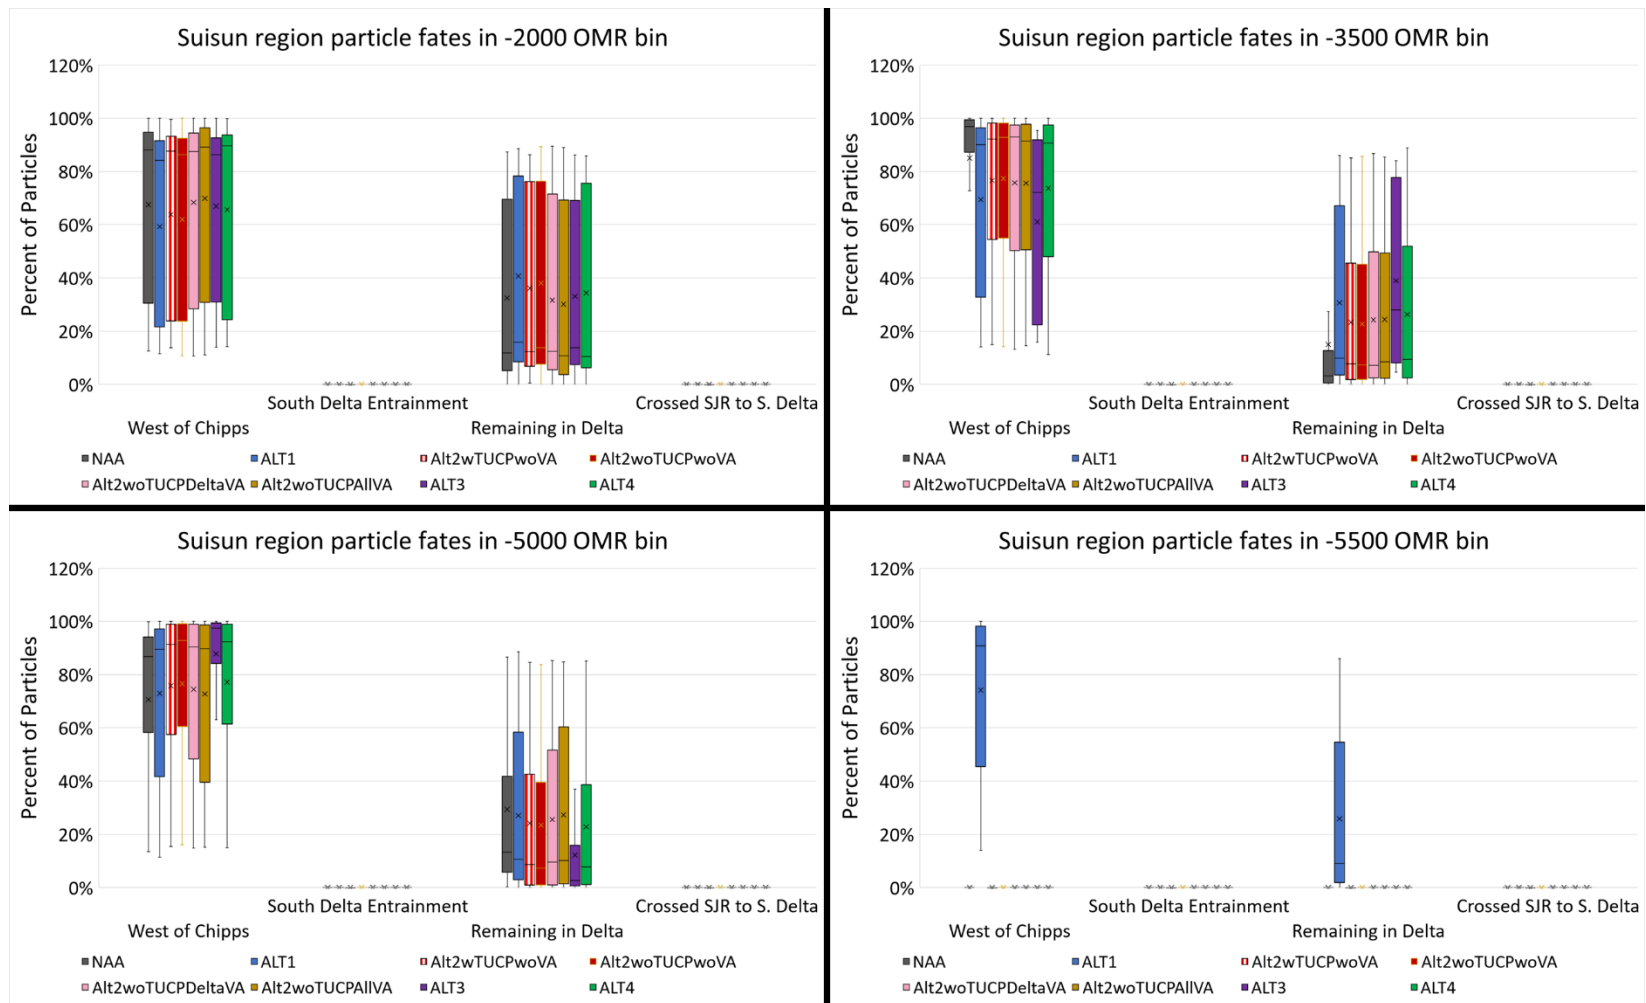 Suisun region particle fates in -2000 OMR bin
120%
100%
80%
60%
40%
20%
0%
Percent of Particles
South Delta Entrainment
Crossed SJR to S. Delta
West of Chipps
Remaining in Delta
NAA
ALT1
Alt2wTUCPwoVA
Alt2woTUCPwoVA
Alt2woTUCPDeltaVA
Alt2woTUCPAllVA
ALT3
ALT4
Suisun region particle fates in -3500 OMR bin
120%
100%
80%
60%
40%
20%
0%
Percent of Particles
South Delta Entrainment
Crossed SJR to S. Delta
West of Chipps
Remaining in Delta
NAA
ALT1
Alt2wTUCPwoVA
Alt2woTUCPwoVA
Alt2woTUCPDeltaVA
Alt2woTUCPAllVA
ALT3
ALT4
Suisun region particle fates in -5000 OMR bin
120%
100%
80%
60%
40%
20%
0%
Percent of Particles
South Delta Entrainment
Crossed SJR to S. Delta
West of Chipps
Remaining in Delta
NAA
ALT1
Alt2wTUCPwoVA
Alt2woTUCPwoVA
Alt2woTUCPDeltaVA
Alt2woTUCPAllVA
ALT3
ALT4
Suisun region particle fates in -5500 OMR bin
120%
100%
80%
60%
40%
20%
0%
Percent of Particles
South Delta Entrainment
Crossed SJR to S. Delta
West of Chipps
Remaining in Delta
NAA
ALT1
Alt2wTUCPwoVA
Alt2woTUCPwoVA
Alt2woTUCPDeltaVA
Alt2woTUCPAllVA
ALT3
ALT4